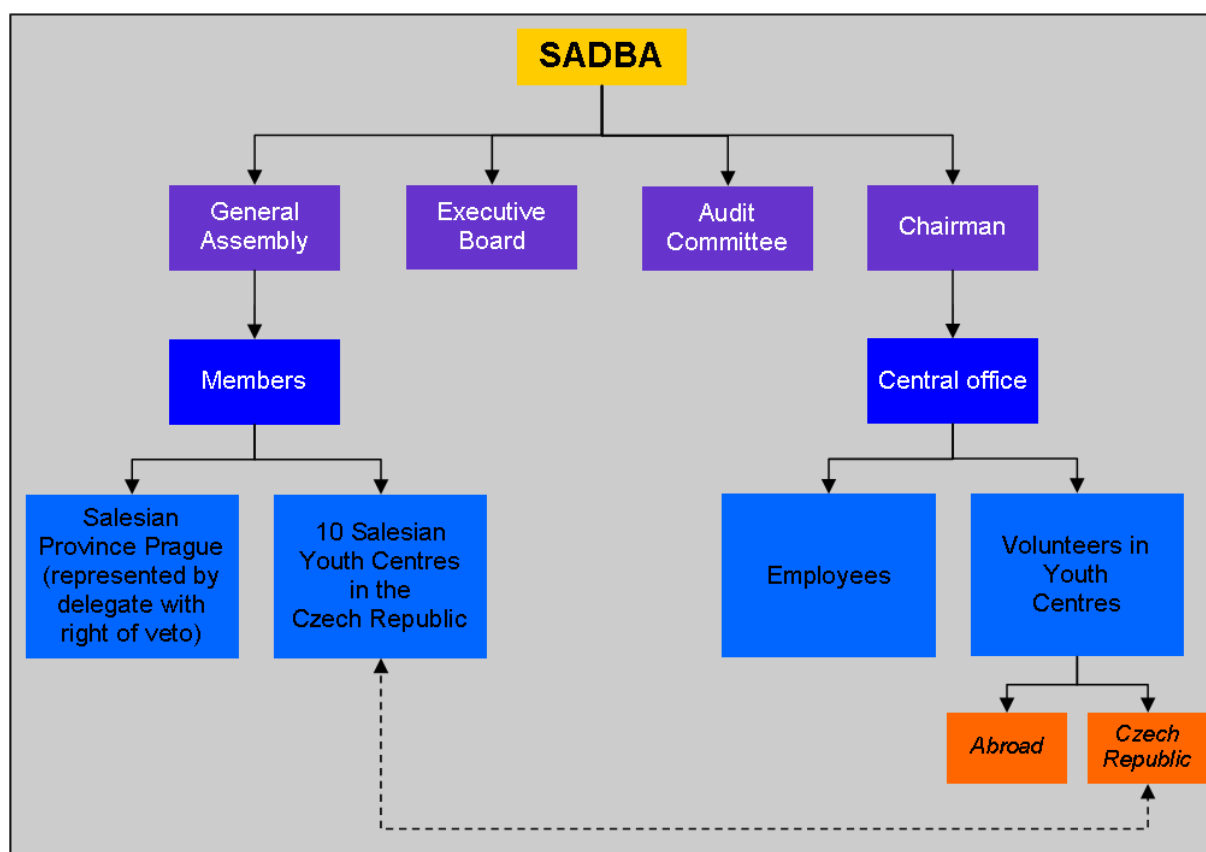 SADBA
General
Assembly
Executive
Board
Audit
Committee
Chairman
Members
Central office
Salesian
Province Prague
(represented by
delegate with
right of veto)
10 Salesian
Youth Centres
in the
Czech Republic
Employees
Volunteers in
Youth
Centres
Abroad
Czech
Republic